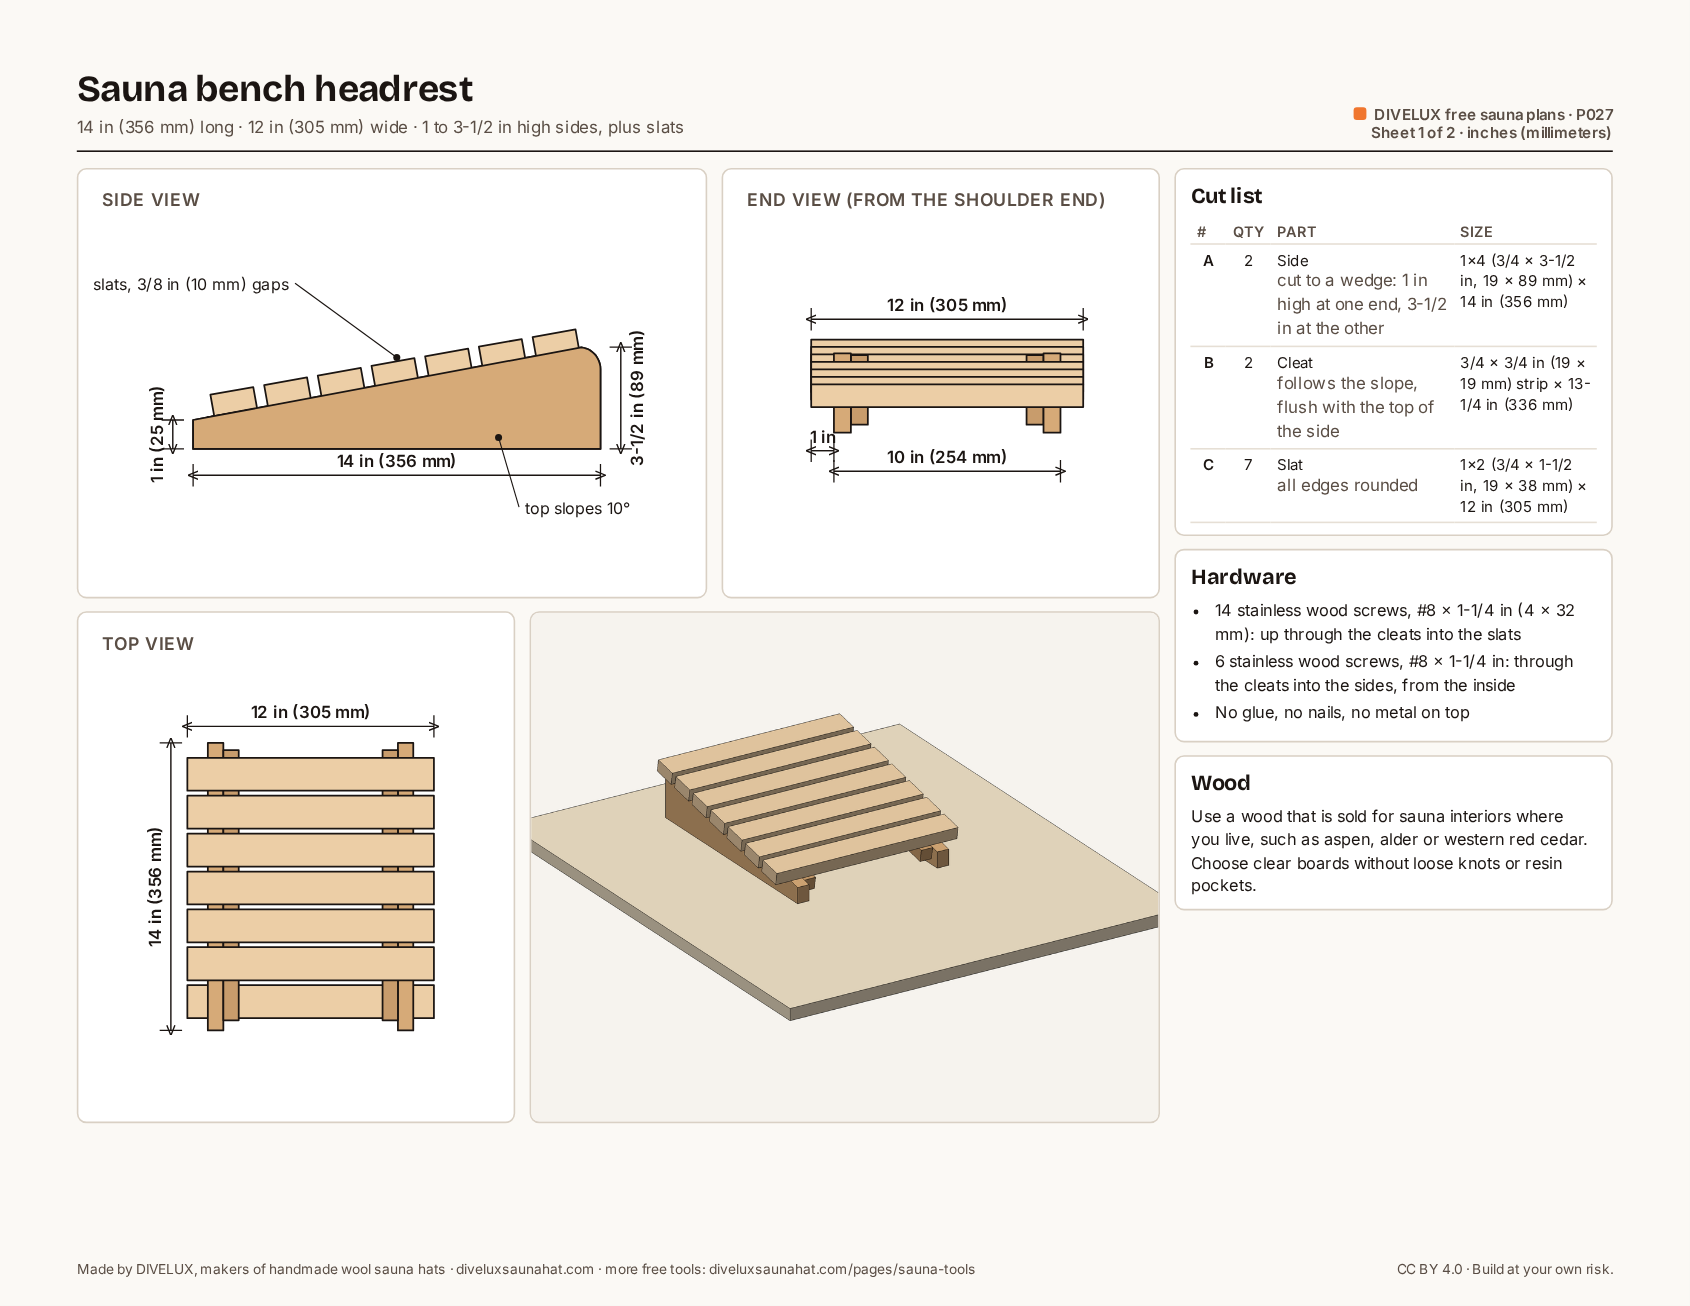 Sauna bench headrest
14 in (356 mm) long · 12 in (305 mm) wide · 1 to 3-1/2 in high sides, plus slats
DIVELUX free sauna plans · P027
Sheet 1 of 2 · inches (millimeters)
SIDE VIEW
slats, 3/8 in (10 mm) gaps
1 in (25 mm)
14 in (356 mm)
3-1/2 in (89 mm)
top slopes 10°
END VIEW (FROM THE SHOULDER END)
12 in (305 mm)
1 in
10 in (254 mm)
TOP VIEW
12 in (305 mm)
14 in (356 mm)
Cut list
# QTY PART SIZE
A 2 Side 1×4 (3/4 × 3-1/2
cut to a wedge: 1 in in, 19 × 89 mm) ×
high at one end, 3-1/2 14 in (356 mm)
in at the other
B 2 Cleat 3/4 × 3/4 in (19 ×
follows the slope, 19 mm) strip × 13-
flush with the top of 1/4 in (336 mm)
the side
C 7 Slat 1×2 (3/4 × 1-1/2
all edges rounded in, 19 × 38 mm) ×
12 in (305 mm)
Hardware
• 14 stainless wood screws, #8 × 1-1/4 in (4 × 32
mm): up through the cleats into the slats
• 6 stainless wood screws, #8 × 1-1/4 in: through
the cleats into the sides, from the inside
• No glue, no nails, no metal on top
Wood
Use a wood that is sold for sauna interiors where
you live, such as aspen, alder or western red cedar.
Choose clear boards without loose knots or resin
pockets.
Made by DIVELUX, makers of handmade wool sauna hats · diveluxsaunahat.com · more free tools: diveluxsaunahat.com/pages/sauna-tools
CC BY 4.0 · Build at your own risk.